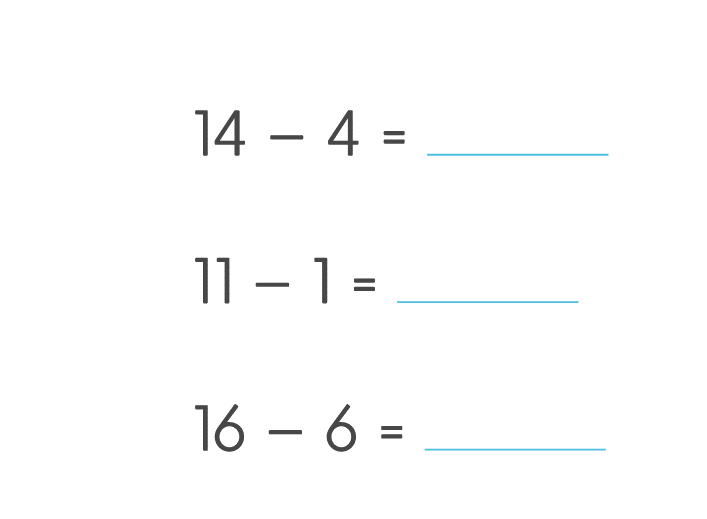 14 − 4 =
11 − 1 =
16 − 6 =